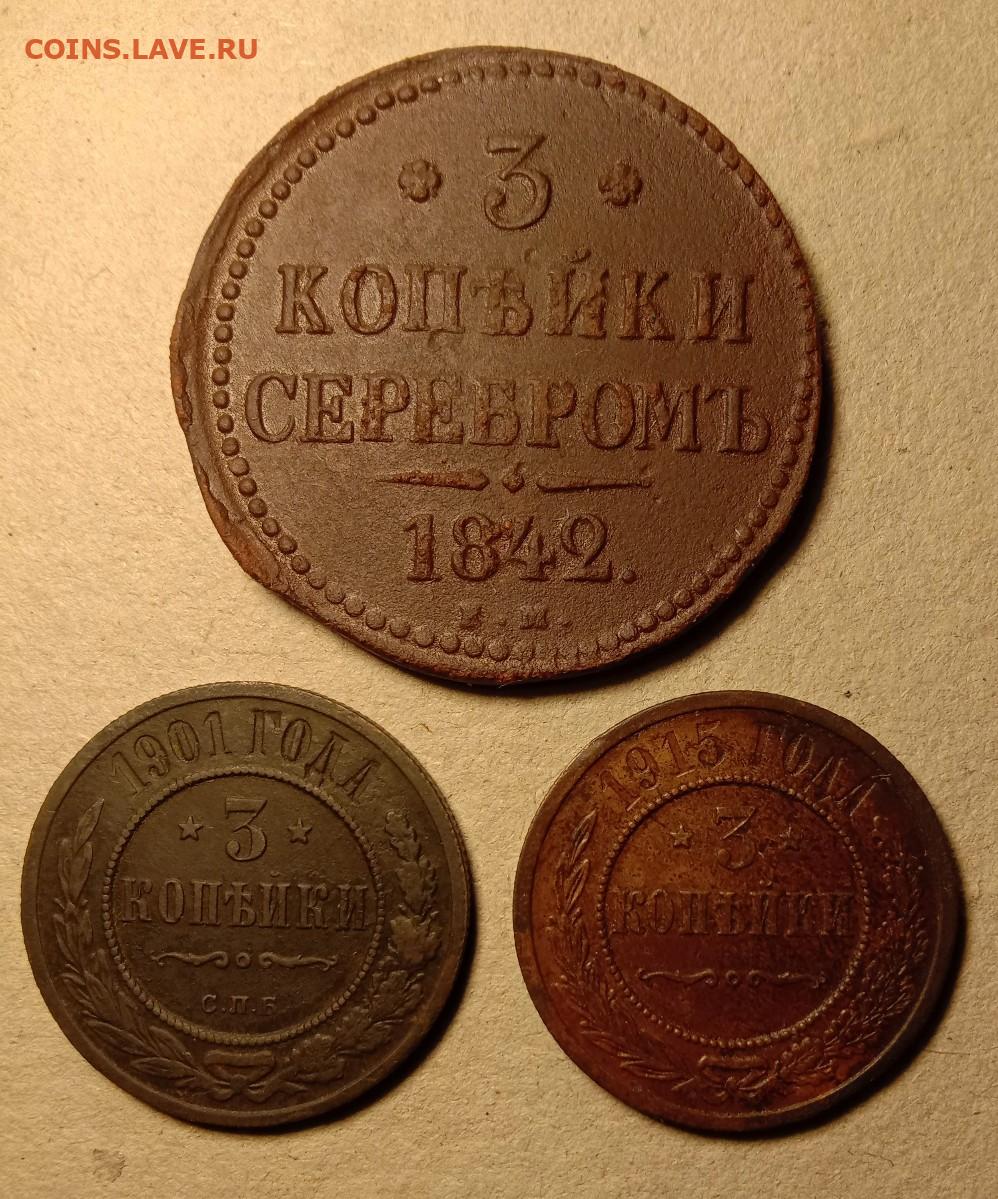 COINS.LAVE.RU
3
КОПѢЙКИ
СЕРЕБРОМЪ
1842.
Е.М.
1901 ГОДА
3
КОПѢЙКИ
С.П.Б
1915 ГОДА
3
КОПѢЙКИ